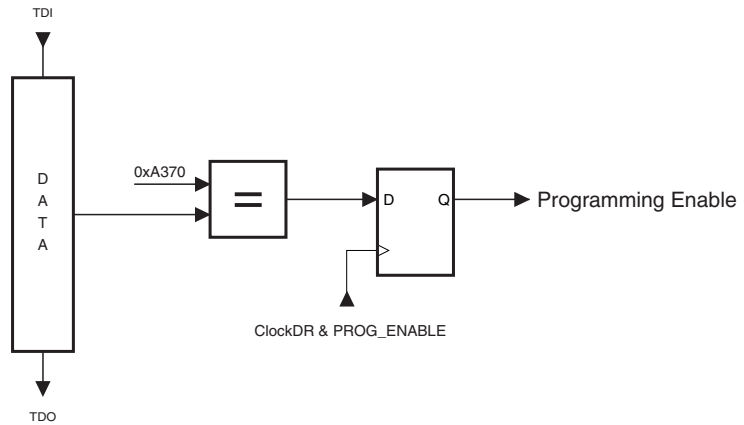 TDI
D
A
T
A
0xA370
=
D
Q
Programming Enable
ClockDR & PROG_ENABLE
TDO